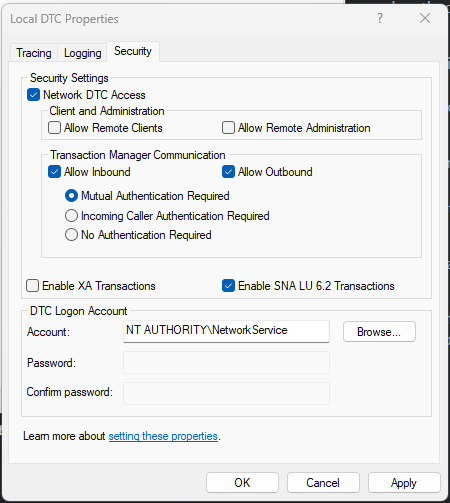 Local DTC Properties
Tracing Logging Security
Security Settings
Network DTC Access
Client and Administration
Allow Remote Clients Allow Remote Administration
Transaction Manager Communication
Allow Inbound Allow Outbound
Mutual Authentication Required
Incoming Caller Authentication Required
No Authentication Required
Enable XA Transactions Enable SNA LU 6.2 Transactions
DTC Logon Account
Account: NT AUTHORITY\NetworkService Browse...
Password:
Confirm password:
Learn more about setting these properties.
OK Cancel Apply